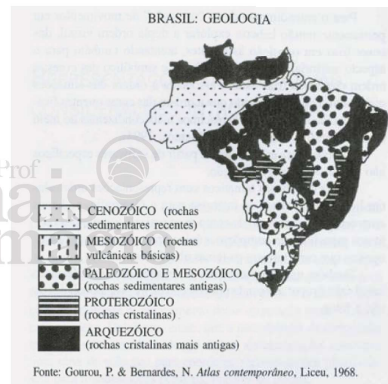 BRASIL: GEOLOGIA
Prof
CENOZÓICO (rochas
sedimentares recentes)
MESOZÓICO (rochas
vulcânicas básicas)
PALEOZÓICO E MESOZÓICO
(rochas sedimentares antigas)
PROTEROZÓICO
(rochas cristalinas)
ARQUEZÓICO
(rochas cristalinas mais antigas)
Fonte: Gourou, P. & Bernardes, N. Atlas contemporâneo, Liceu, 1968.